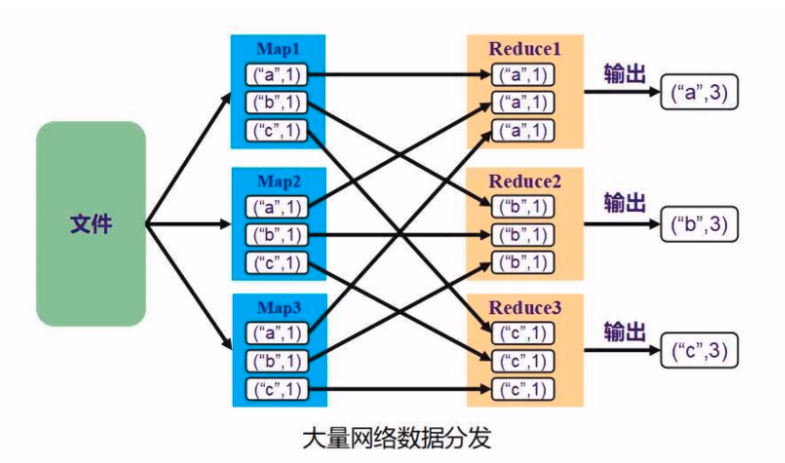 文件
Map1
("a",1)
("b",1)
("c",1)
Map2
("a",1)
("b",1)
("c",1)
Map3
("a",1)
("b",1)
("c",1)
Reduce1
("a",1)
("a",1)
("a",1)
Reduce2
("b",1)
("b",1)
("b",1)
Reduce3
("c",1)
("c",1)
("c",1)
输出
("a",3)
输出
("b",3)
输出
("c",3)
大量网络数据分发